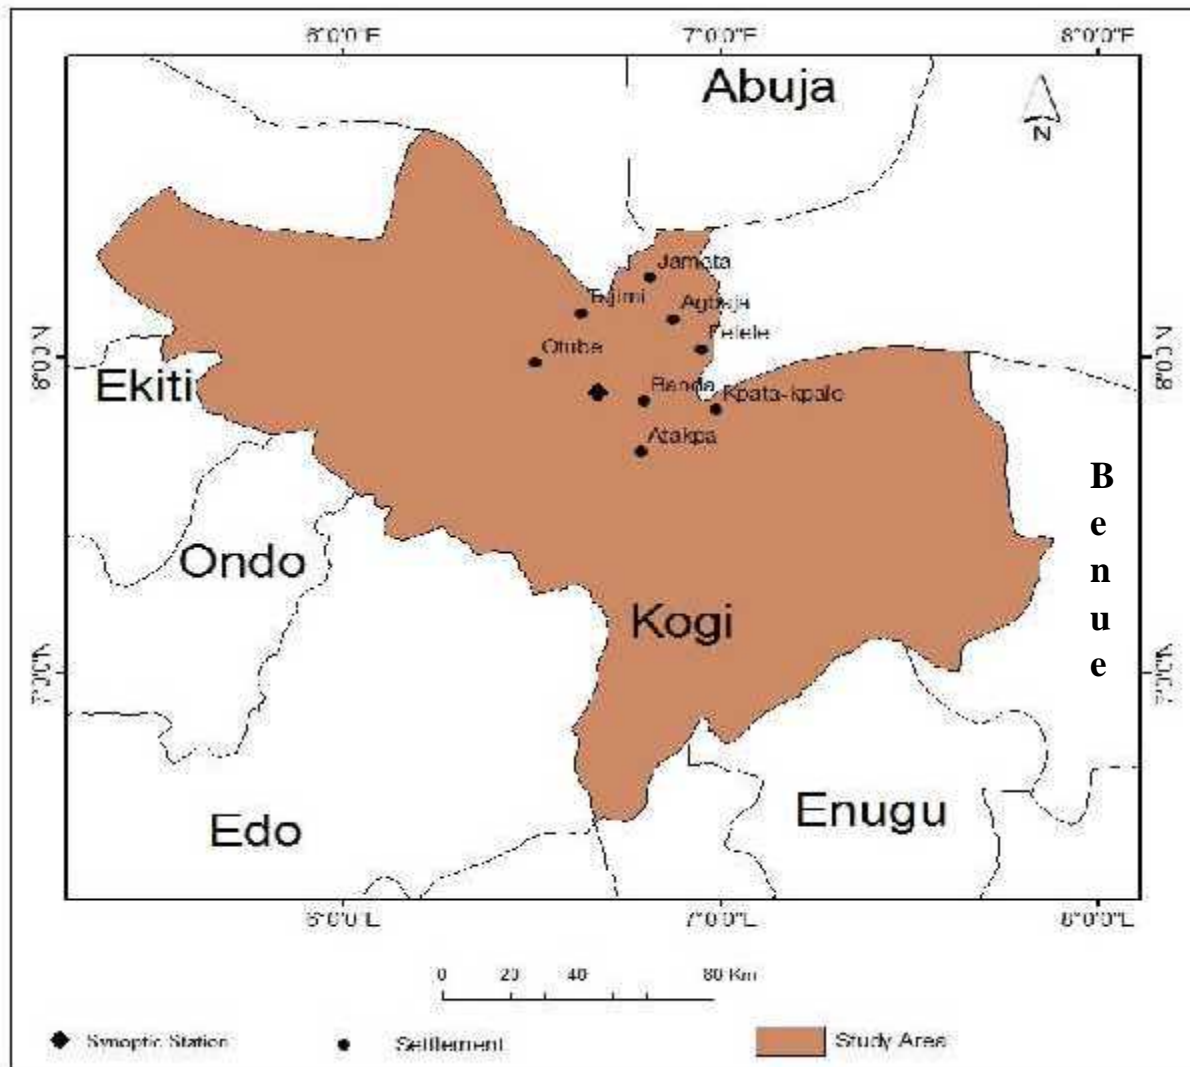 6°0'0"E 7°0'0"E 8°0'0"E
Abuja
N
Jamata
Agbaja
Felele
Otube
8°0'0"N 8°0'0"N
Ekiti
Banda
Kpata-kpale
Atakpa
B
e
n
u
e
Ondo
Kogi
7°0'0"N 7°0'0"N
Enugu
Edo
6°0'0"E 7°0'0"E 8°0'0"E
0 20 40 80 Km
Synoptic Station Settlement Study Area